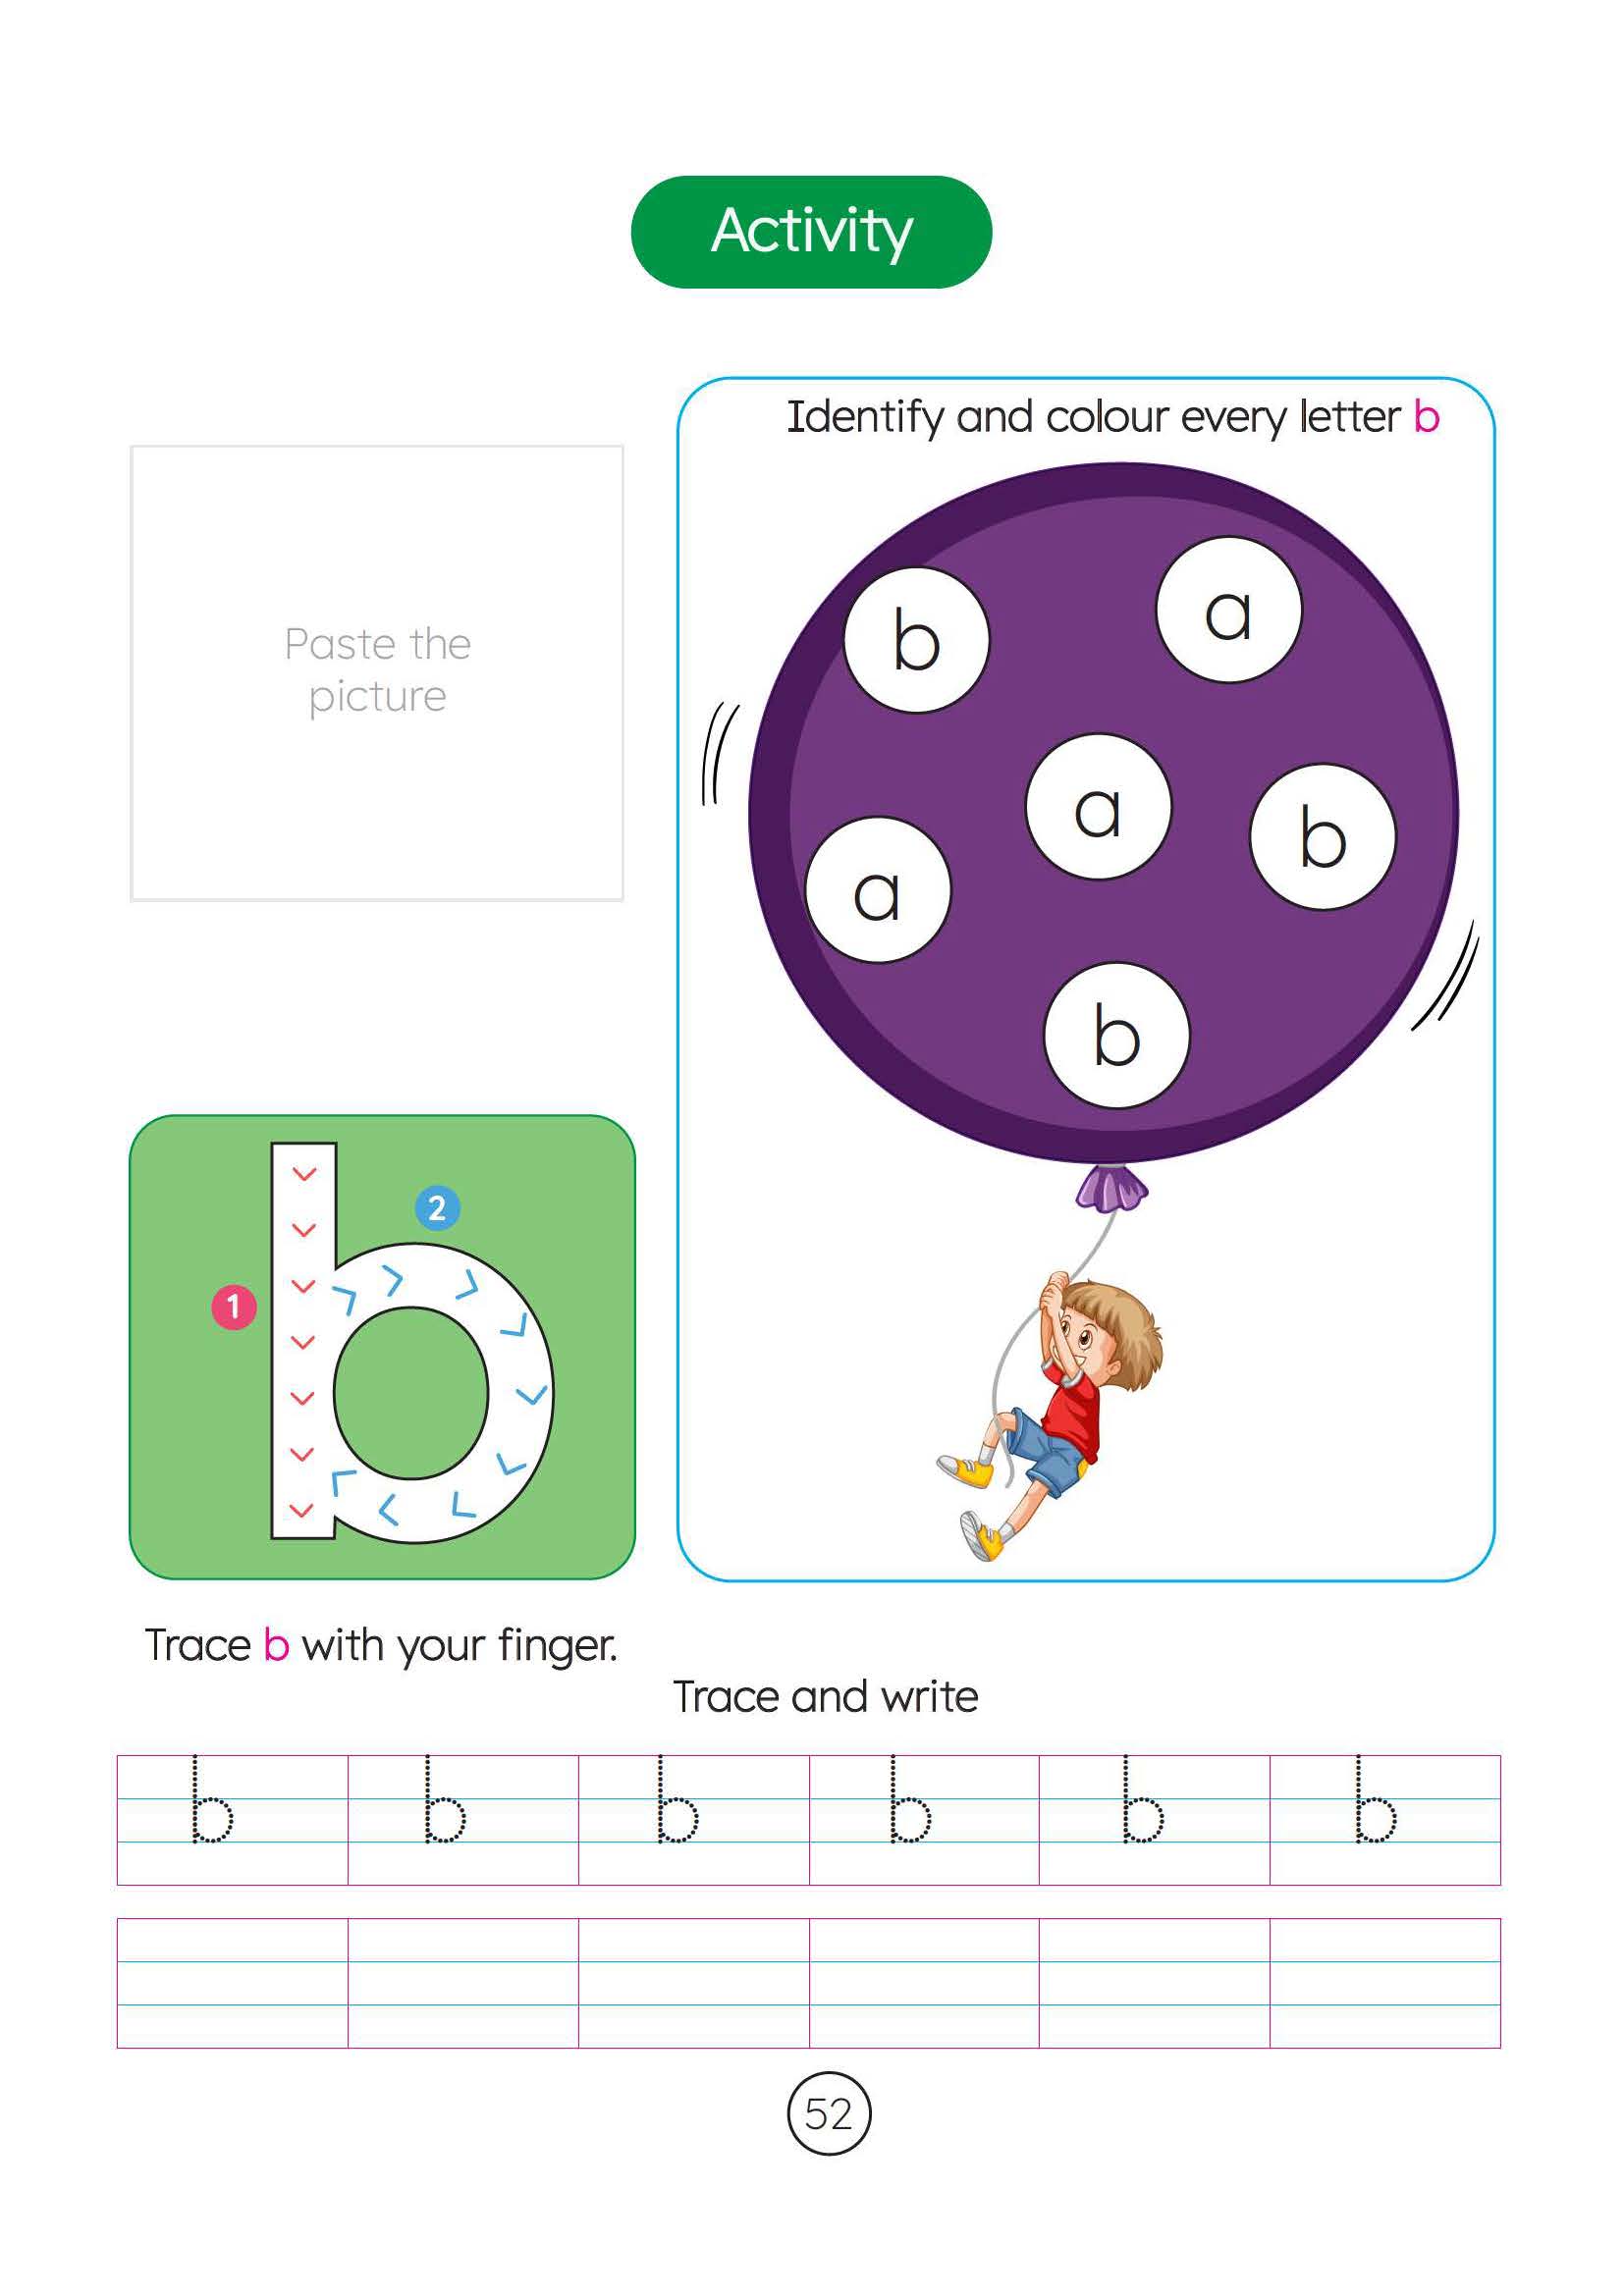 Activity
Identify and colour every letter b
Paste the
picture
b
a
a
b
a
b
2
1
b
Trace b with your finger.
Trace and write
b b b b b b
52